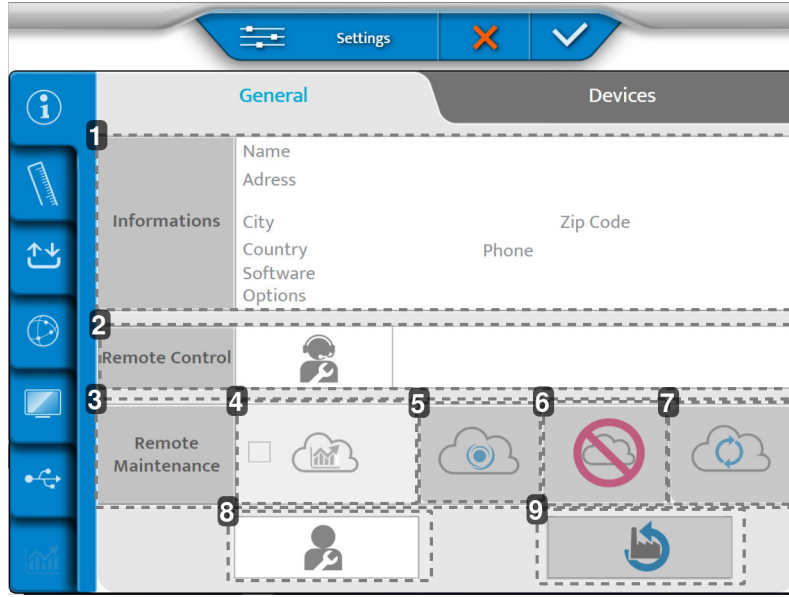 Settings
General
Devices
1
Informations
Name
Adress
City
Zip Code
Country
Phone
Software
Options
2
Remote Control
3
Remote
Maintenance
4
5
6
7
8
9